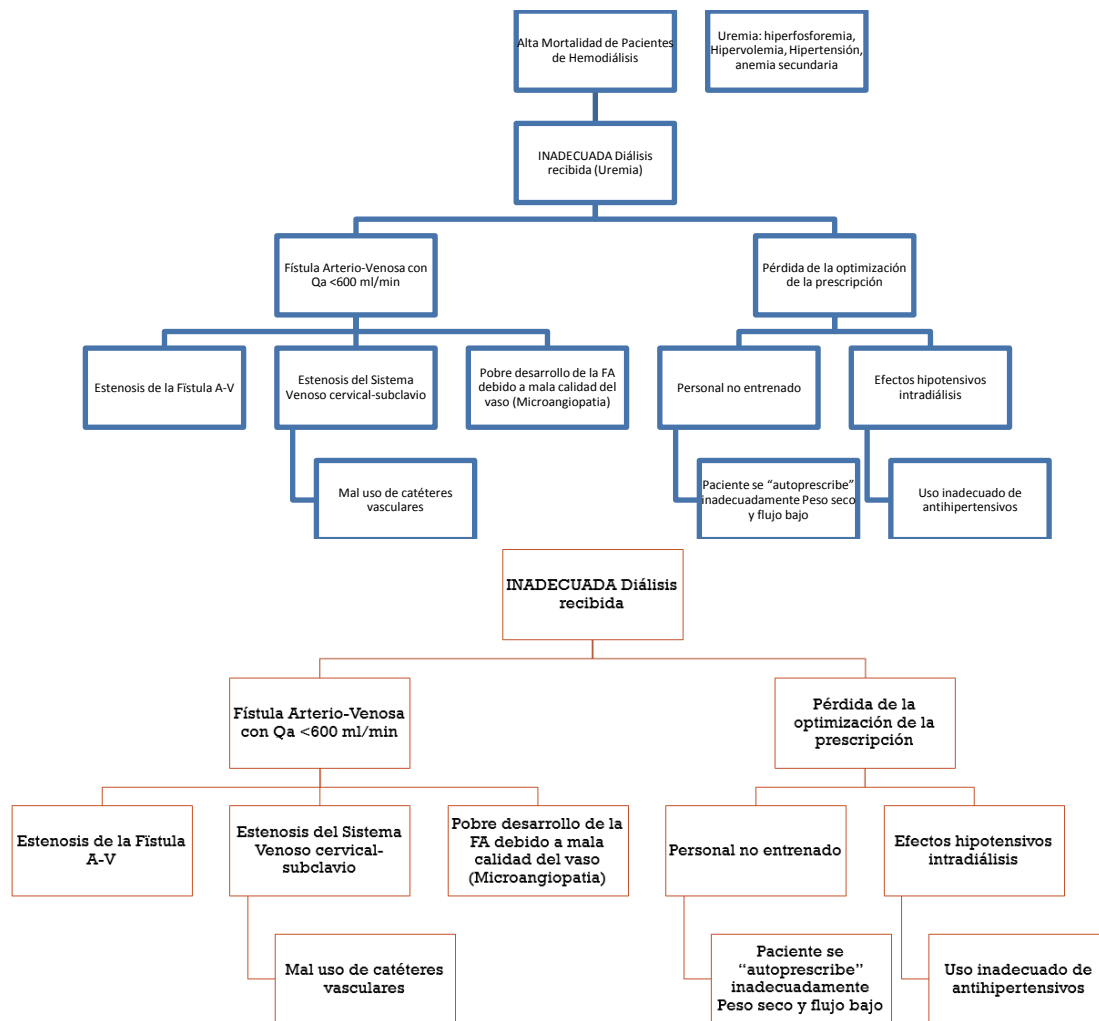 Alta Mortalidad de Pacientes
de Hemodiálisis
Uremia: hiperfosforemia,
Hipervolemia, Hipertensión,
anemia secundaria
INADECUADA Diálisis
recibida (Uremia)
Fístula Arterio-Venosa con
Qa <600 ml/min
Pérdida de la optimización
de la prescripción
Estenosis de la Fïstula A-V
Estenosis del Sistema
Venoso cervical-subclavio
Pobre desarrollo de la FA
debido a mala calidad del
vaso (Microangiopatia)
Personal no entrenado
Efectos hipotensivos
intradiálisis
Mal uso de catéteres
vasculares
Paciente se “autoprescribe”
inadecuadamente Peso seco
y flujo bajo
Uso inadecuado de
antihipertensivos
INADECUADA Diálisis
recibida
Fístula Arterio-Venosa
con Qa <600 ml/min
Pérdida de la
optimización de la
prescripción
Estenosis de la Fïstula
A-V
Estenosis del Sistema
Venoso cervical-
subclavio
Pobre desarrollo de la
FA debido a mala
calidad del vaso
(Microangiopatia)
Personal no entrenado
Efectos hipotensivos
intradiálisis
Mal uso de catéteres
vasculares
Paciente se
“autoprescribe”
inadecuadamente
Peso seco y flujo bajo
Uso inadecuado de
antihipertensivos